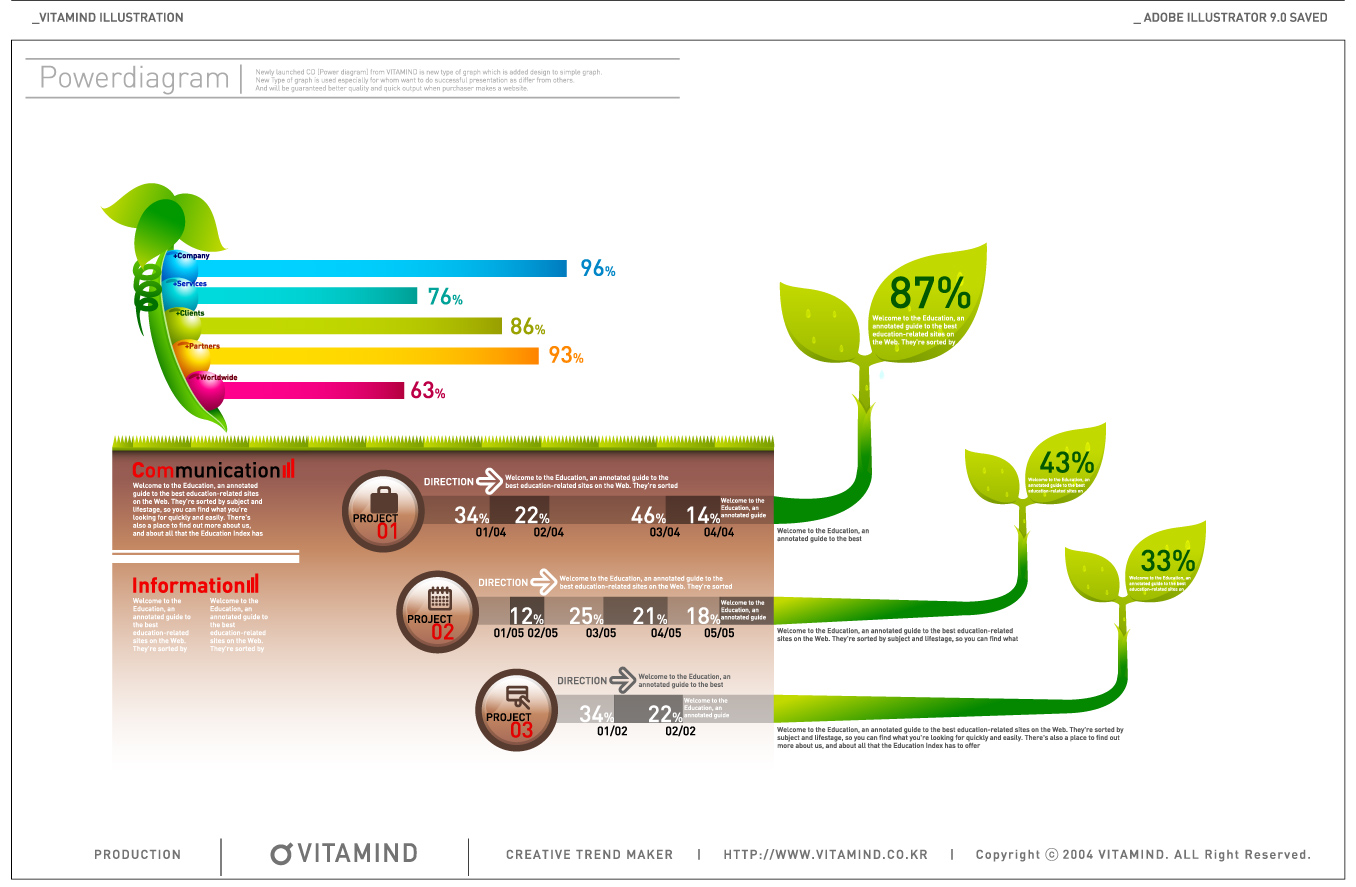 _VITAMIND ILLUSTRATION
_ ADOBE ILLUSTRATOR 9.0 SAVED
Powerdiagram
Newly launched CD (Power diagram) from VITAMIND is new type of graph which is added design to simple graph.
New Type of graph is used especially for whom want to do successful presentation as differ from others.
And will be guaranteed better quality and quick output when purchaser makes a website.
+Company
96%
+Services
76%
+Clients
86%
+Partners
93%
+Worldwide
63%
87%
Welcome to the Education, an
annotated guide to the best
education-related sites on
the Web. They're sorted by
43%
Welcome to the Education, an
annotated guide to the best
education-related sites on
33%
Welcome to the Education, an
annotated guide to the best
education-related sites on
Communication
Welcome to the Education, an annotated
guide to the best education-related sites
on the Web. They're sorted by subject and
lifestage, so you can find what you're
looking for quickly and easily. There's
also a place to find out more about us,
and about all that the Education Index has
Information
Welcome to the
Education, an
annotated guide to
the best
education-related
sites on the Web.
They're sorted by
Welcome to the
Education, an
annotated guide to
the best
education-related
sites on the Web.
They're sorted by
PROJECT
01
DIRECTION
Welcome to the Education, an annotated guide to the
best education-related sites on the Web. They're sorted
34% 22% 46% 14%
Welcome to the
Education, an
annotated guide
01/04 02/04 03/04 04/04
Welcome to the Education, an
annotated guide to the best
PROJECT
02
DIRECTION
Welcome to the Education, an annotated guide to the
best education-related sites on the Web. They're sorted
12% 25% 21% 18%
Welcome to the
Education, an
annotated guide
01/05 02/05 03/05 04/05 05/05
Welcome to the Education, an annotated guide to the best education-related
sites on the Web. They're sorted by subject and lifestage, so you can find what
PROJECT
03
DIRECTION
Welcome to the Education, an
annotated guide to the best
34% 22%
Welcome to the
Education, an
annotated guide
01/02 02/02
Welcome to the Education, an annotated guide to the best education-related sites on the Web. They're sorted by
subject and lifestage, so you can find what you're looking for quickly and easily. There's also a place to find out
more about us, and about all that the Education Index has to offer
PRODUCTION
VITAMIND
CREATIVE TREND MAKER | HTTP://WWW.VITAMIND.CO.KR | Copyright ⓒ 2004 VITAMIND. ALL Right Reserved.